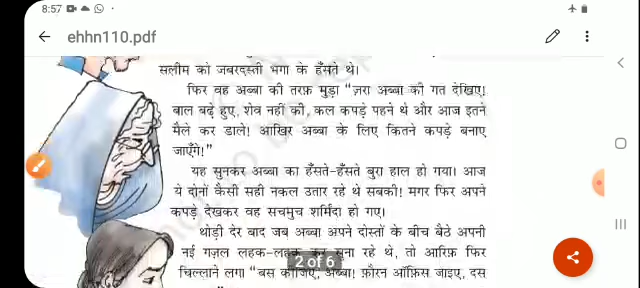 8:57
ehhn110.pdf
सलीम को जबरदस्ती भगा के हँसते थे।
फिर वह अब्बा की तरफ़ मुड़ा "ज़रा अब्बा की गत देखिए!
बाल बढ़े हुए, शेव नहीं की, कल कपड़े पहने थे और आज इतने
मैले कर डाले! आखिर अब्बा के लिए कितने कपड़े बनाए
जाएँगे!"
यह सुनकर अब्बा का हँसते-हँसते बुरा हाल हो गया। आज
ये दोनों कैसी सही नकल उतार रहे थे सबकी! मगर फिर अपने
कपड़े देखकर वह सचमुच शर्मिंदा हो गए।
थोड़ी देर बाद जब अब्बा अपने दोस्तों के बीच बैठे अपनी
नई गज़ल लहक-लहक कर सुना रहे थे, तो आरिफ़ फिर
चिल्लाने लगा "बस कीजिए, अब्बा! फ़ौरन ऑफ़िस जाइए, दस
2 of 6